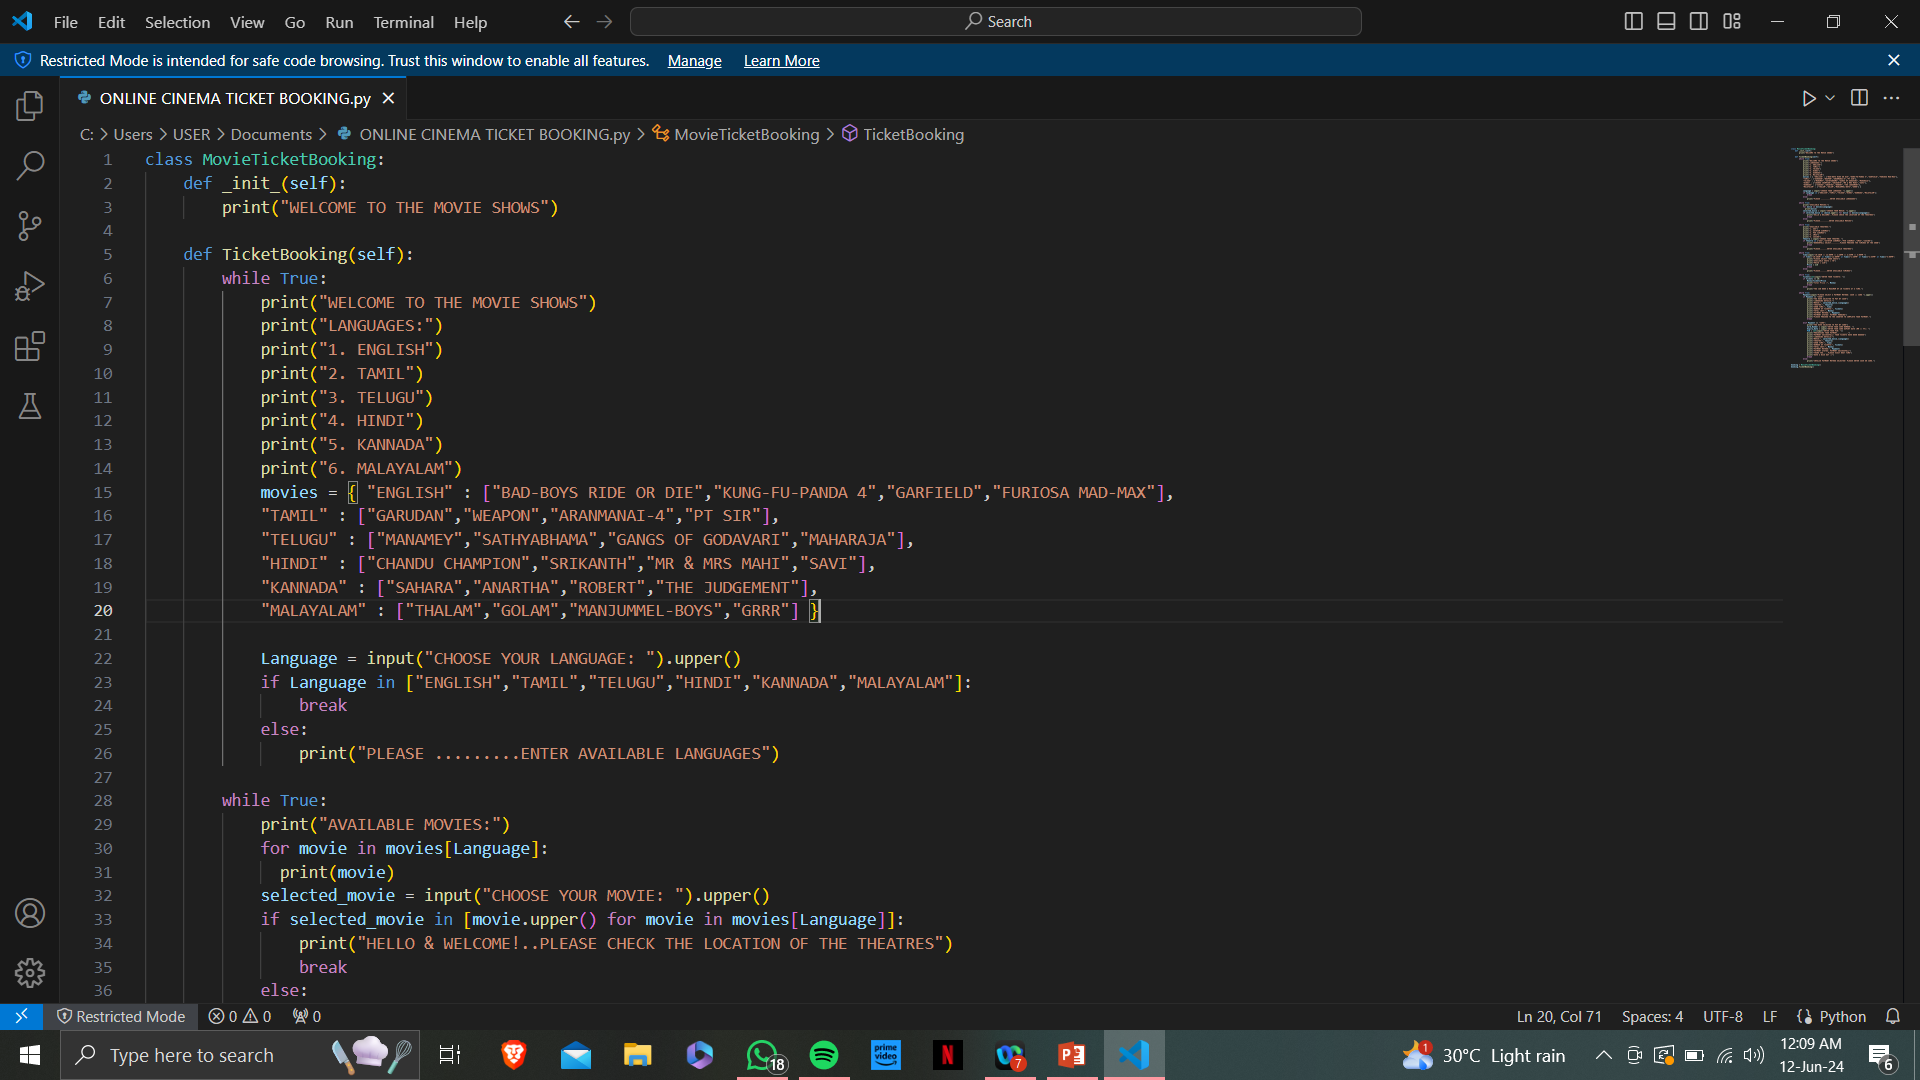 File Edit Selection View Go Run Terminal Help Search
Restricted Mode is intended for safe code browsing. Trust this window to enable all features. Manage Learn More
ONLINE CINEMA TICKET BOOKING.py
C: > Users > USER > Documents > ONLINE CINEMA TICKET BOOKING.py > MovieTicketBooking > TicketBooking
1 class MovieTicketBooking:
2 def _init_(self):
3 print("WELCOME TO THE MOVIE SHOWS")
4
5 def TicketBooking(self):
6 while True:
7 print("WELCOME TO THE MOVIE SHOWS")
8 print("LANGUAGES:")
9 print("1. ENGLISH")
10 print("2. TAMIL")
11 print("3. TELUGU")
12 print("4. HINDI")
13 print("5. KANNADA")
14 print("6. MALAYALAM")
15 movies = { "ENGLISH" : ["BAD-BOYS RIDE OR DIE","KUNG-FU-PANDA 4","GARFIELD","FURIOSA MAD-MAX"],
16 "TAMIL" : ["GARUDAN","WEAPON","ARANMANAI-4","PT SIR"],
17 "TELUGU" : ["MANAMEY","SATHYABHAMA","GANGS OF GODAVARI","MAHARAJA"],
18 "HINDI" : ["CHANDU CHAMPION","SRIKANTH","MR & MRS MAHI","SAVI"],
19 "KANNADA" : ["SAHARA","ANARTHA","ROBERT","THE JUDGEMENT"],
20 "MALAYALAM" : ["THALAM","GOLAM","MANJUMMEL-BOYS","GRRR"] }
21
22 Language = input("CHOOSE YOUR LANGUAGE: ").upper()
23 if Language in ["ENGLISH","TAMIL","TELUGU","HINDI","KANNADA","MALAYALAM"]:
24 break
25 else:
26 print("PLEASE .........ENTER AVAILABLE LANGUAGES")
27
28 while True:
29 print("AVAILABLE MOVIES:")
30 for movie in movies[Language]:
31 print(movie)
32 selected_movie = input("CHOOSE YOUR MOVIE: ").upper()
33 if selected_movie in [movie.upper() for movie in movies[Language]]:
34 print("HELLO & WELCOME!..PLEASE CHECK THE LOCATION OF THE THEATRES")
35 break
36 else:
Restricted Mode 0 0 0 Ln 20, Col 71 Spaces: 4 UTF-8 LF Python
Type here to search 18 prime video N 7 P 1 30°C Light rain 12:09 AM 6
12-Jun-24